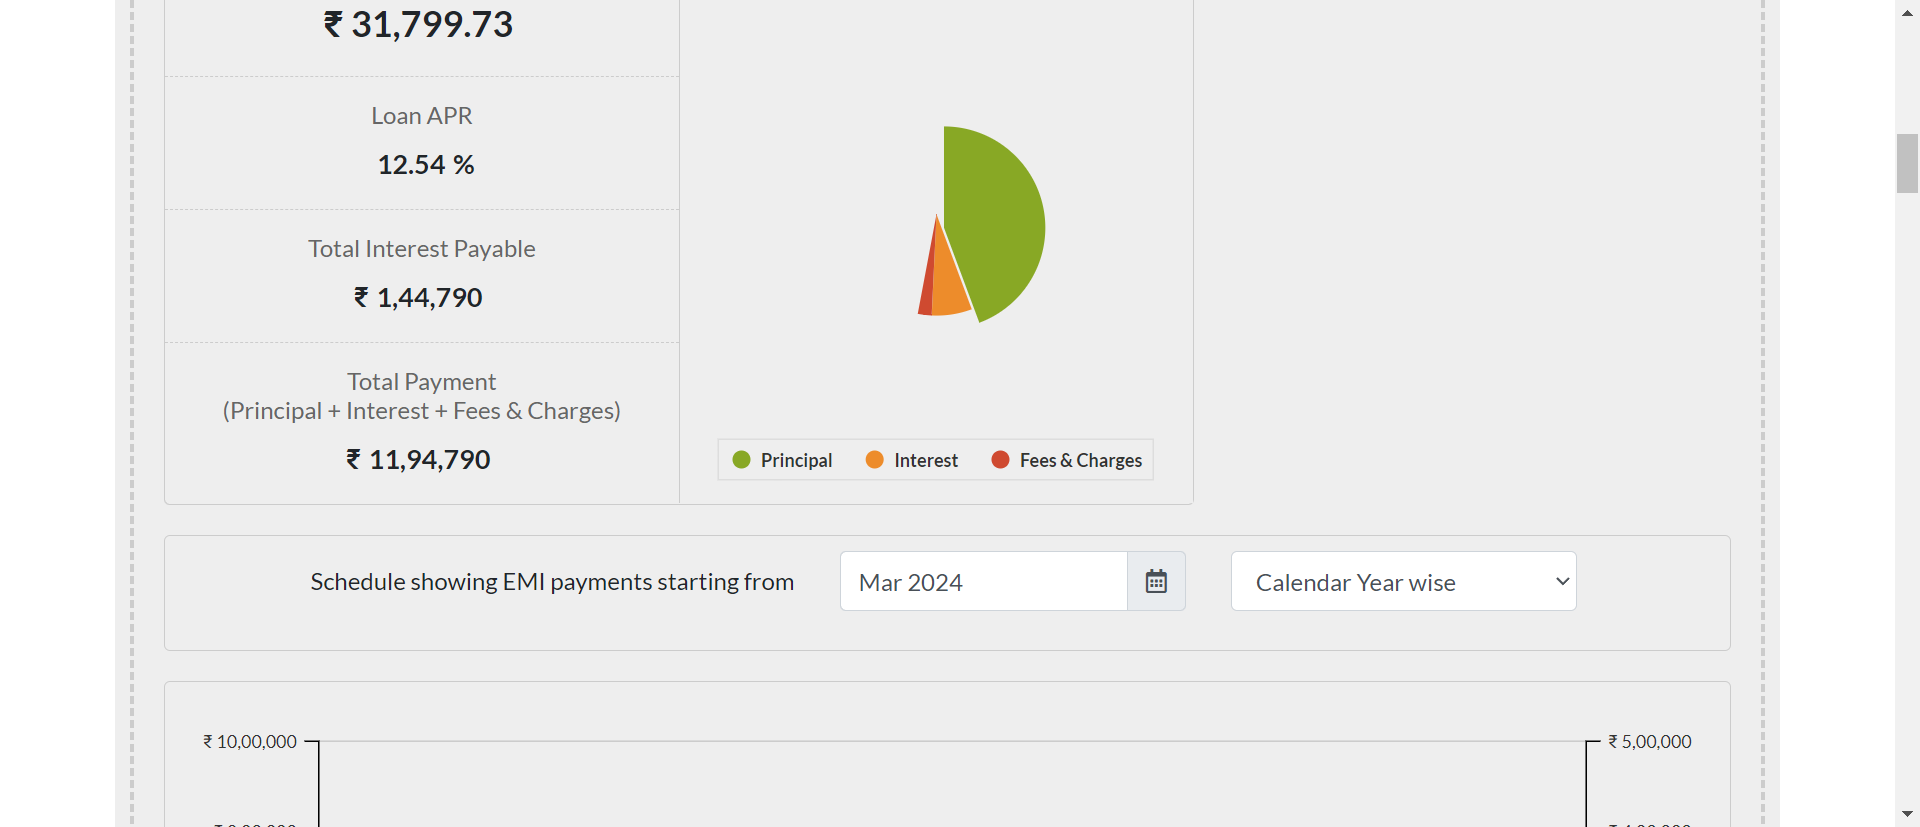 ₹ 31,799.73
Loan APR
12.54 %
Total Interest Payable
₹ 1,44,790
Total Payment
(Principal + Interest + Fees & Charges)
₹ 11,94,790
Principal
Interest
Fees & Charges
Schedule showing EMI payments starting from
Mar 2024
Calendar Year wise
₹ 10,00,000
₹ 5,00,000